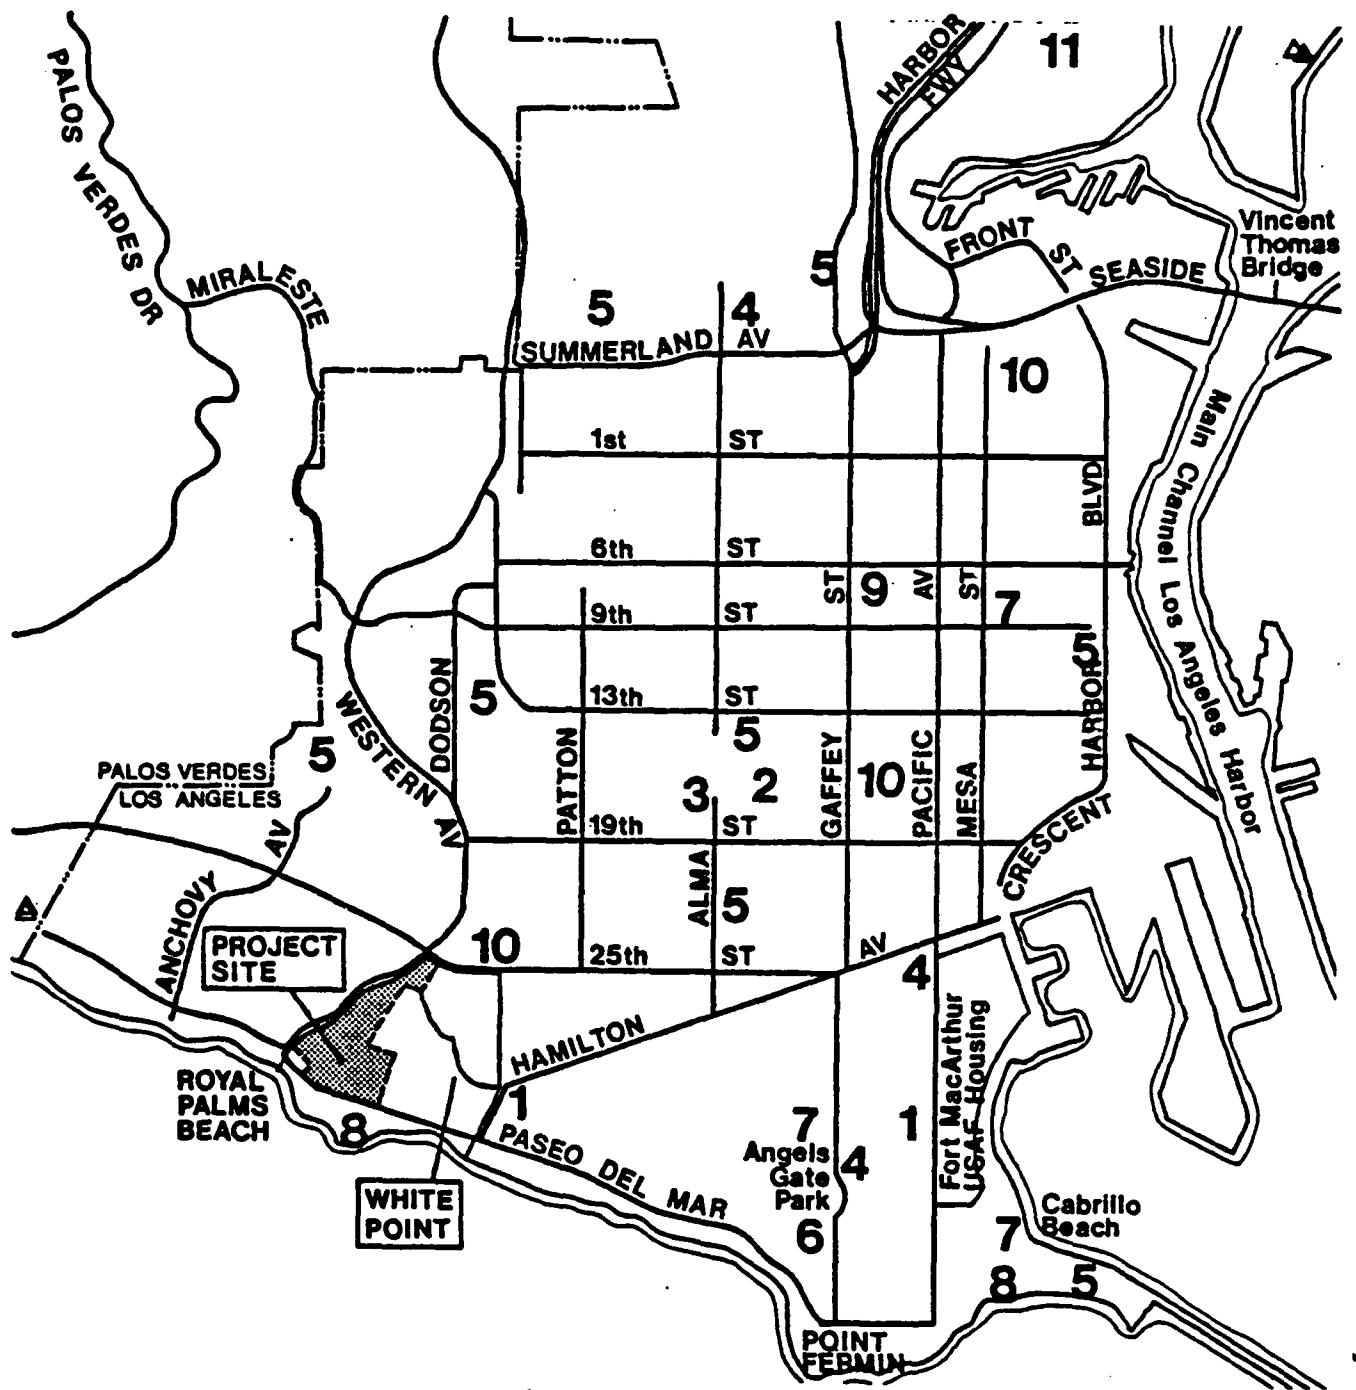 HARBOR
FWY
11
PALOS VERDES DR
MIRALESTE
Vincent
Thomas
Bridge
FRONT ST
SEASIDE
5
5
4
SUMMERLAND AV
10
1st ST
BLVD
Main Channel Los Angeles Harbor
6th ST
ST
9
AV
ST
7
9th ST
5
HARBOR
DODSON
5
13th ST
WESTERN AV
5
5
PALOS VERDES
LOS ANGELES
PATTON
3
2
GAFFEY
10
PACIFIC
MESA
19th ST
CRESCENT
AV
ANCHOVY
ALMA
5
PROJECT
SITE
10
25th ST
AV
4
HAMILTON
Fort MacArthur
USAF Housing
ROYAL
PALMS
BEACH
8
1
PASEO DEL MAR
7
1
Angels
Gate
Park
4
6
WHITE
POINT
Cabrillo
Beach
7
8
5
POINT
FERMIN